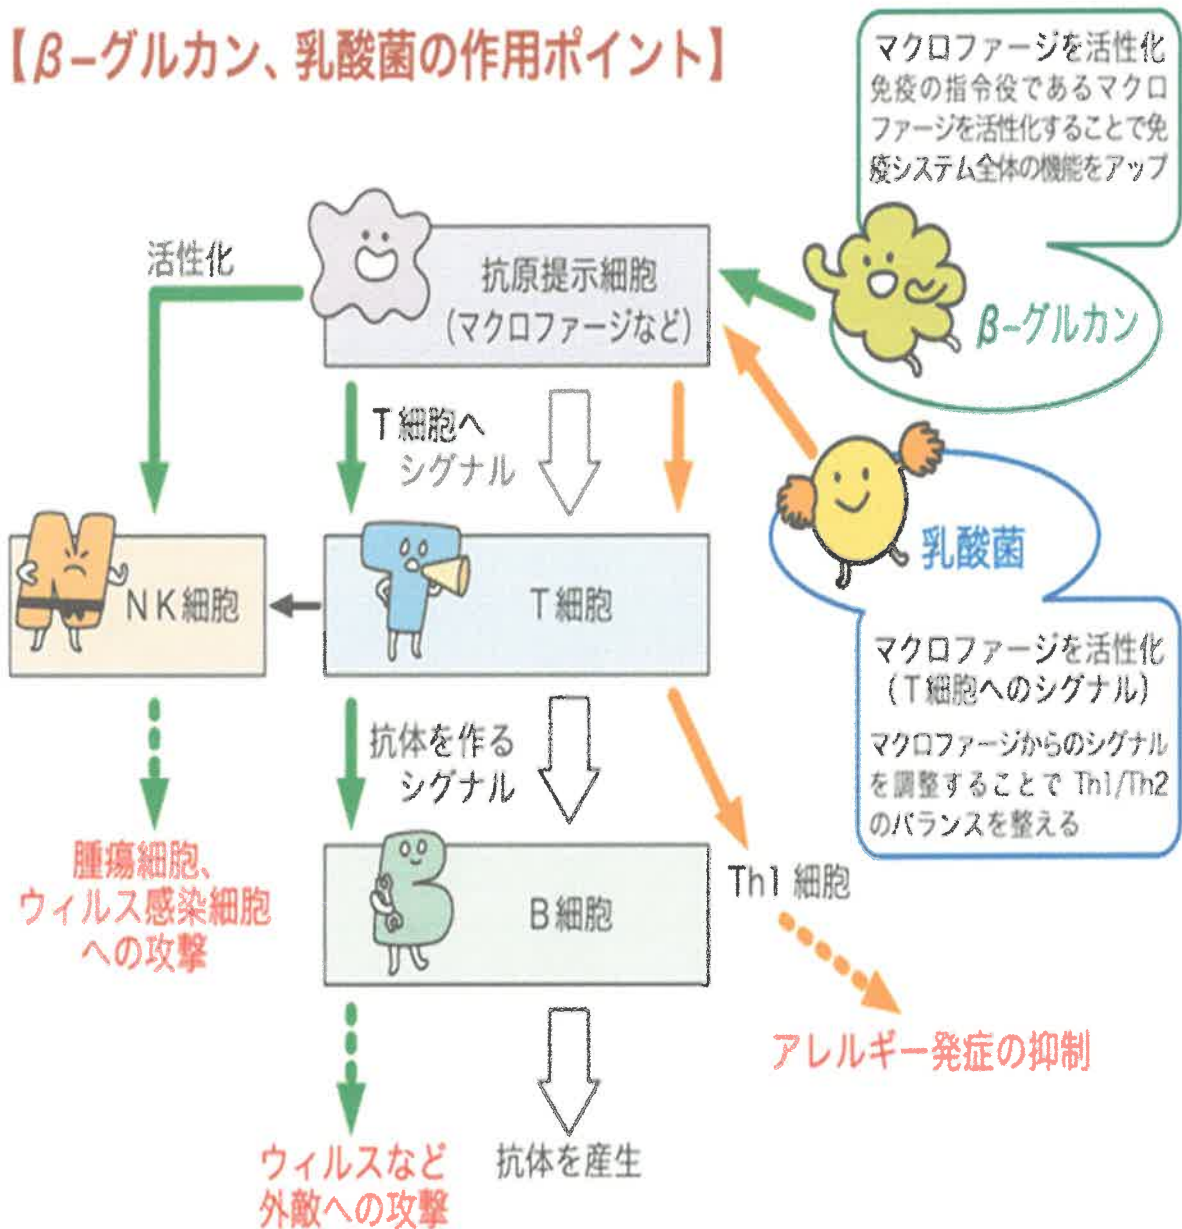 【β–グルカン、乳酸菌の作用ポイント】
マクロファージを活性化
免疫の指令役であるマクロ
ファージを活性化することで免
疫システム全体の機能をアップ
β–グルカン
活性化
抗原提示細胞
(マクロファージなど)
T細胞へ
シグナル
乳酸菌
マクロファージを活性化
(T細胞へのシグナル)
マクロファージからのシグナル
を調整することで Th1/Th2
のバランスを整える
NK細胞
T細胞
抗体を作る
シグナル
腫瘍細胞、
ウィルス感染細胞
への攻撃
B細胞
Th1 細胞
アレルギー発症の抑制
ウィルスなど
外敵への攻撃
抗体を産生